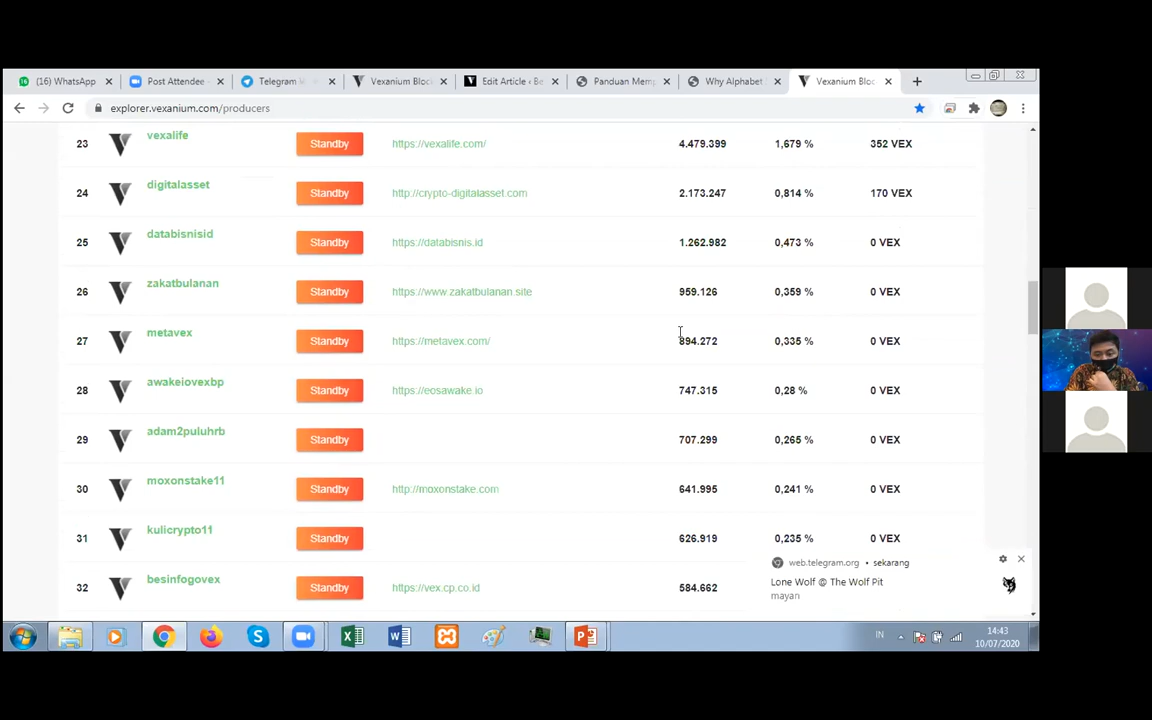 (16) WhatsApp
Post Attendee
Telegram
Vexanium Bloc
Edit Article ‹ Be
Panduan Memp
Why Alphabet
Vexanium Bloc
explorer.vexanium.com/producers
23 vexalife Standby https://vexalife.com/ 4.479.399 1,679 % 352 VEX
24 digitalasset Standby http://crypto-digitalasset.com 2.173.247 0,814 % 170 VEX
25 databisnisid Standby https://databisnis.id 1.262.982 0,473 % 0 VEX
26 zakatbulanan Standby https://www.zakatbulanan.site 959.126 0,359 % 0 VEX
27 metavex Standby https://metavex.com/ 894.272 0,335 % 0 VEX
28 awakeiovexbp Standby https://eosawake.io 747.315 0,28 % 0 VEX
29 adam2puluhrb Standby 707.299 0,265 % 0 VEX
30 moxonstake11 Standby http://moxonstake.com 641.995 0,241 % 0 VEX
31 kulicrypto11 Standby 626.919 0,235 % 0 VEX
32 besinfogovex Standby https://vex.cp.co.id 584.662
web.telegram.org • sekarang
Lone Wolf @ The Wolf Pit
mayan
IN
14:43
10/07/2020